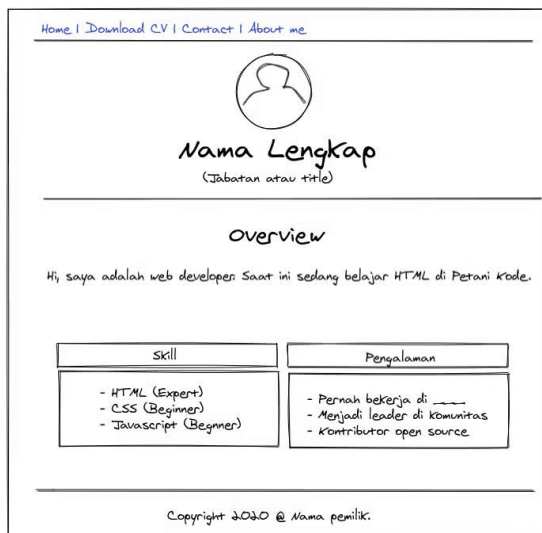 Home | Download CV | Contact | About me
Nama Lengkap
(Jabatan atau title)
Overview
Hi, saya adalah web developer. Saat ini sedang belajar HTML di Petani Kode.
Skill
- HTML (Expert)
- CSS (Beginner)
- Javascript (Begnner)
Pengalaman
- Pernah bekerja di ____
- Menjadi leader di komunitas
- Kontributor open source
Copyright 2020 @ Nama pemilik.